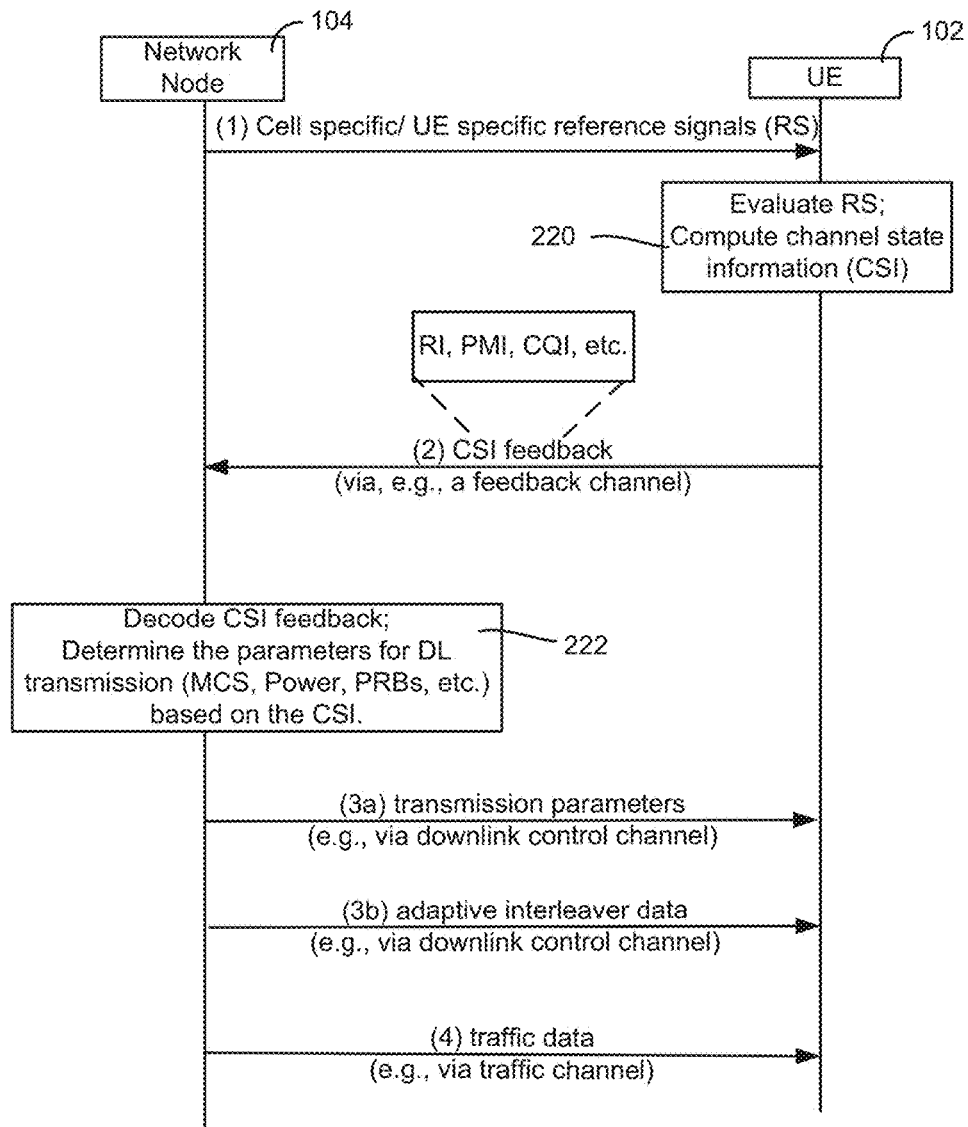 104
Network
Node
102
UE
(1) Cell specific/ UE specific reference signals (RS)
Evaluate RS;
Compute channel state
information (CSI)
220
RI, PMI, CQI, etc.
(2) CSI feedback
(via, e.g., a feedback channel)
Decode CSI feedback;
Determine the parameters for DL
transmission (MCS, Power, PRBs, etc.)
based on the CSI.
222
(3a) transmission parameters
(e.g., via downlink control channel)
(3b) adaptive interleaver data
(e.g., via downlink control channel)
(4) traffic data
(e.g., via traffic channel)